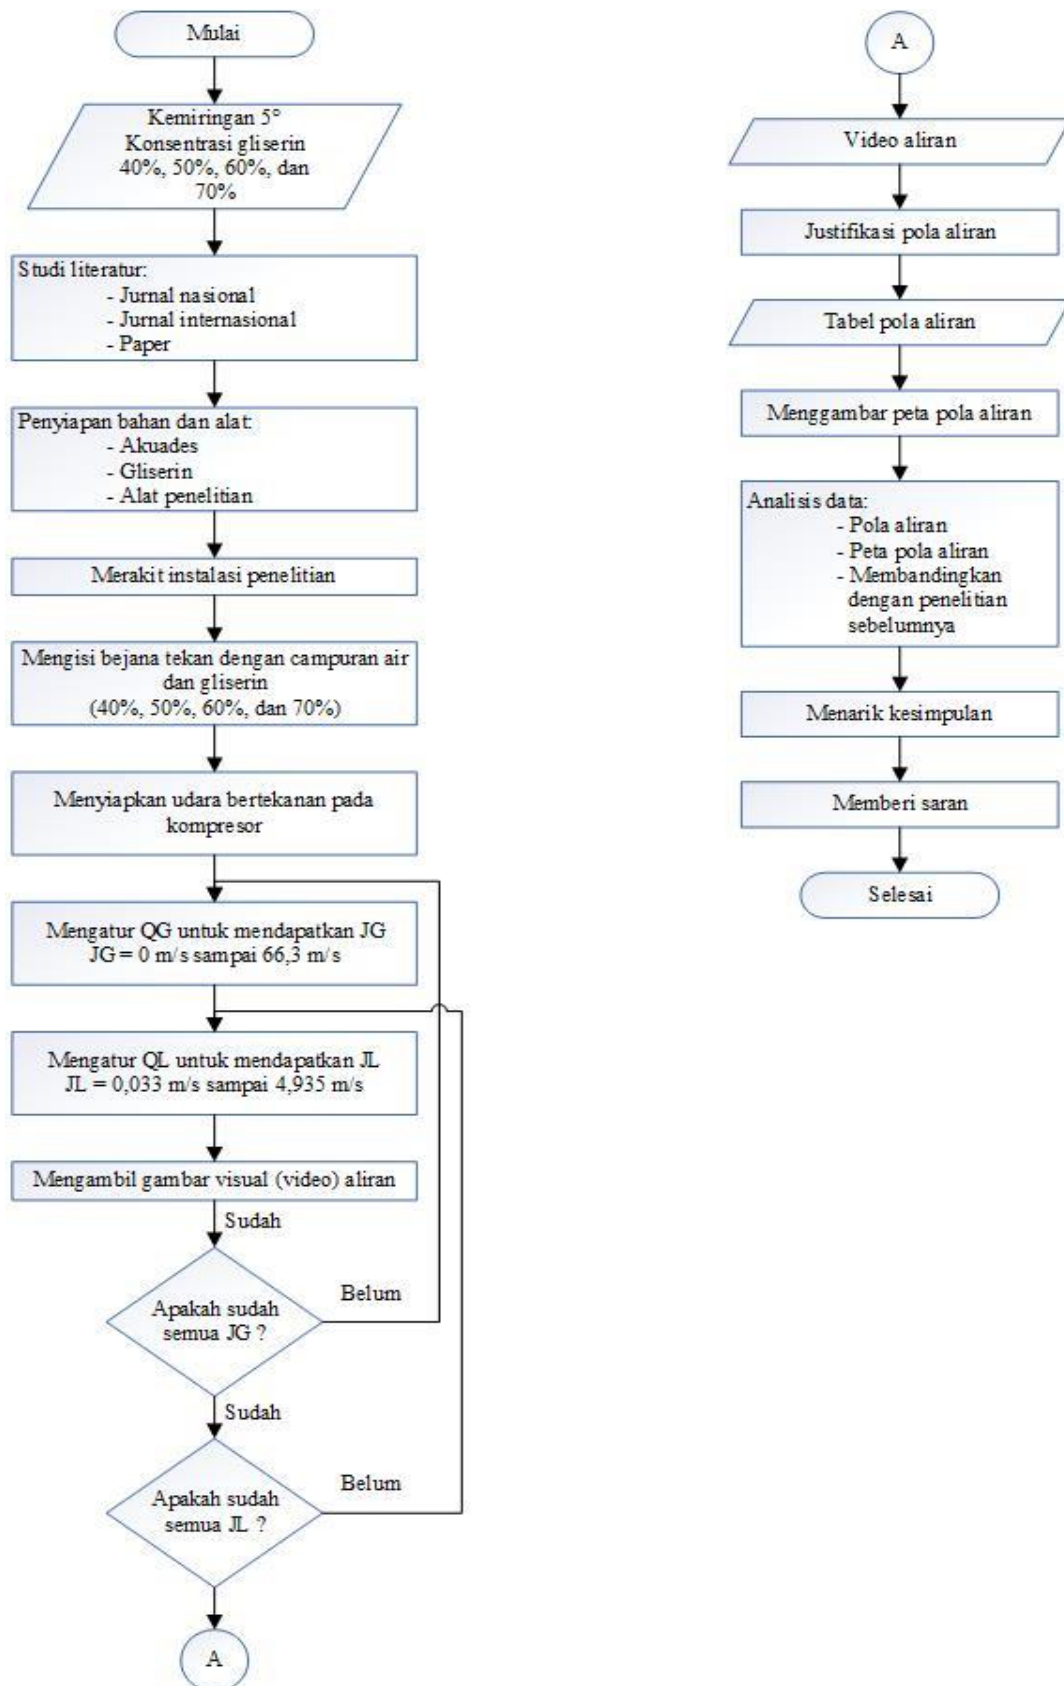 Mulai
Kemiringan 5°
Konsentrasi gliserin
40%, 50%, 60%, dan
70%
Studi literatur:
- Jurnal nasional
- Jurnal internasional
- Paper
Penyiapan bahan dan alat:
- Akuades
- Gliserin
- Alat penelitian
Merakit instalasi penelitian
Mengisi bejana tekan dengan campuran air
dan gliserin
(40%, 50%, 60%, dan 70%)
Menyiapkan udara bertekanan pada
kompresor
Mengatur QG untuk mendapatkan JG
JG = 0 m/s sampai 66,3 m/s
Mengatur QL untuk mendapatkan JL
JL = 0,033 m/s sampai 4,935 m/s
Mengambil gambar visual (video) aliran
Sudah
Apakah sudah
semua JG ?
Belum
Sudah
Apakah sudah
semua JL ?
Belum
A
A
Video aliran
Justifikasi pola aliran
Tabel pola aliran
Menggambar peta pola aliran
Analisis data:
- Pola aliran
- Peta pola aliran
- Membandingkan
dengan penelitian
sebelumnya
Menarik kesimpulan
Memberi saran
Selesai